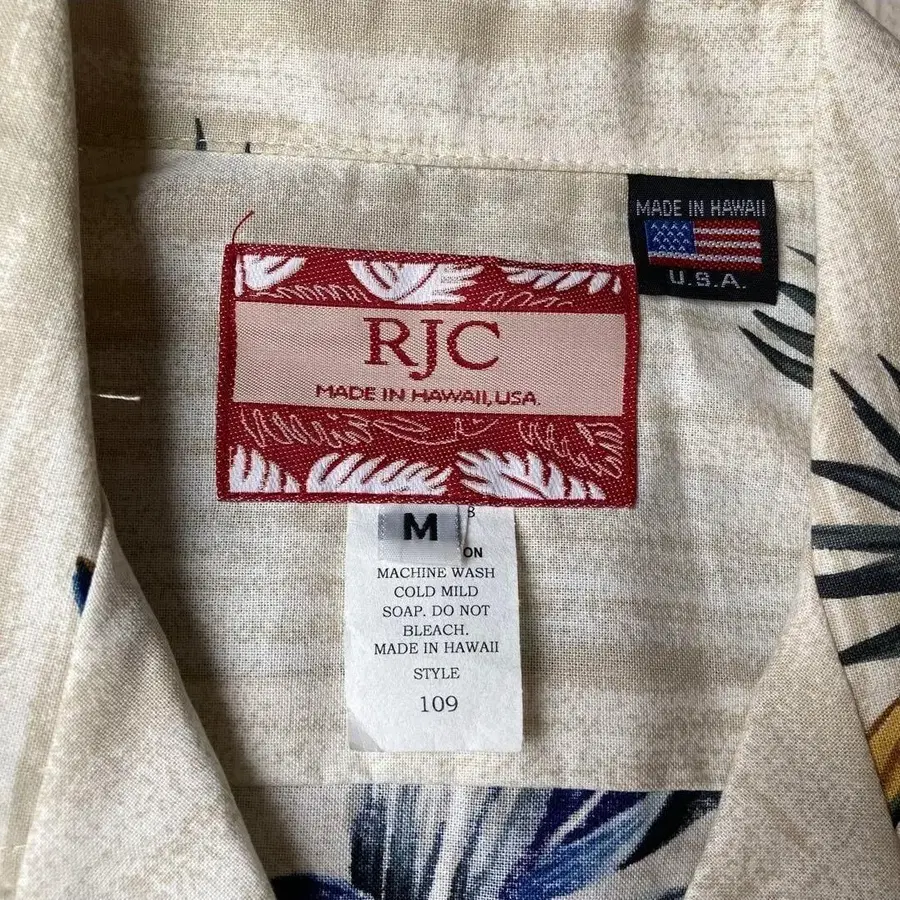 MADE IN HAWAII
U.S.A.
RJC
MADE IN HAWAII, USA.
M
ON
MACHINE WASH
COLD MILD
SOAP. DO NOT
BLEACH.
MADE IN HAWAII
STYLE
109